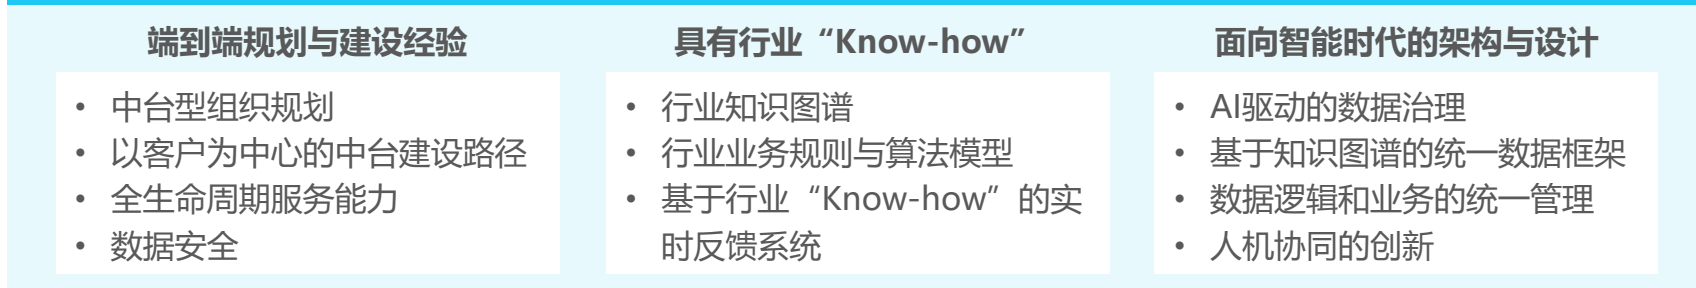 端到端规划与建设经验
• 中台型组织规划
• 以客户为中心的中台建设路径
• 全生命周期服务能力
• 数据安全
具有行业“Know-how”
• 行业知识图谱
• 行业业务规则与算法模型
• 基于行业“Know-how”的实
时反馈系统
面向智能时代的架构与设计
• AI驱动的数据治理
• 基于知识图谱的统一数据框架
• 数据逻辑和业务的统一管理
• 人机协同的创新